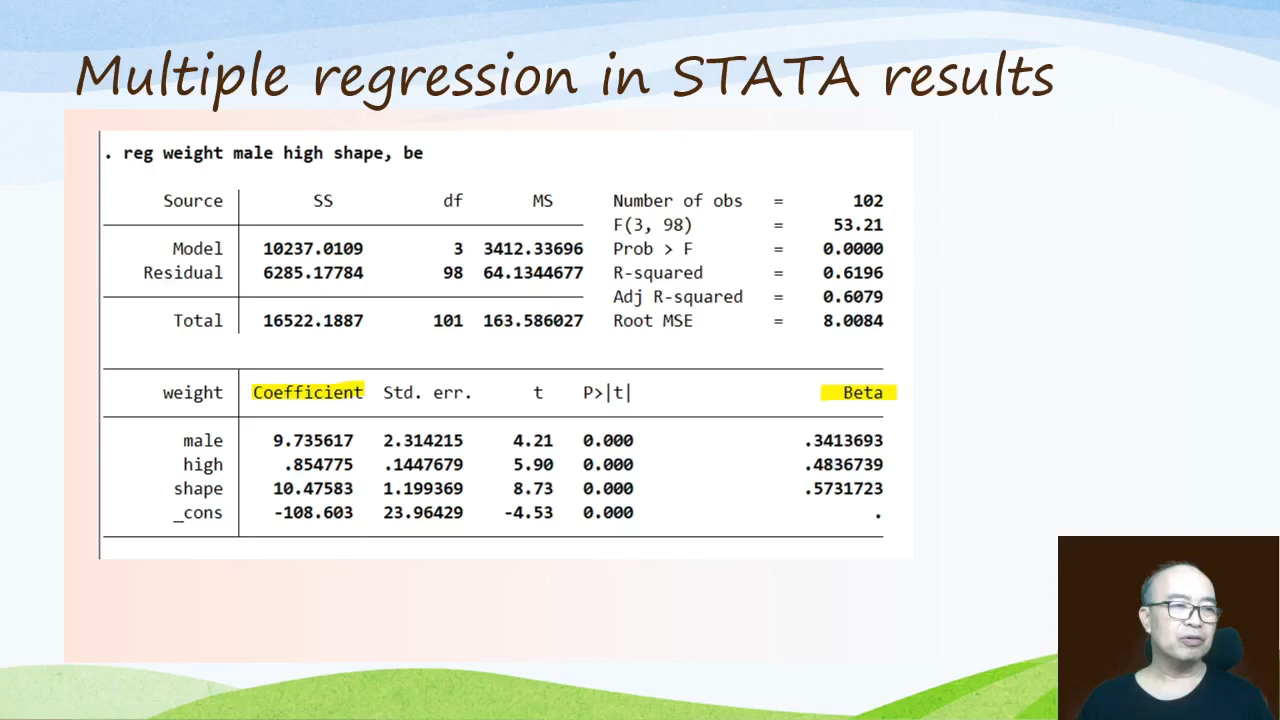 Multiple regression in STATA results
. reg weight male high shape, be
Source SS df MS Number of obs = 102
F(3, 98) = 53.21
Model 10237.0109 3 3412.33696 Prob > F = 0.0000
Residual 6285.17784 98 64.1344677 R-squared = 0.6196
Adj R-squared = 0.6079
Total 16522.1887 101 163.586027 Root MSE = 8.0084
weight Coefficient Std. err. t P>|t| Beta
male 9.735617 2.314215 4.21 0.000 .3413693
high .854775 .1447679 5.90 0.000 .4836739
shape 10.47583 1.199369 8.73 0.000 .5731723
_cons -108.603 23.96429 -4.53 0.000 .